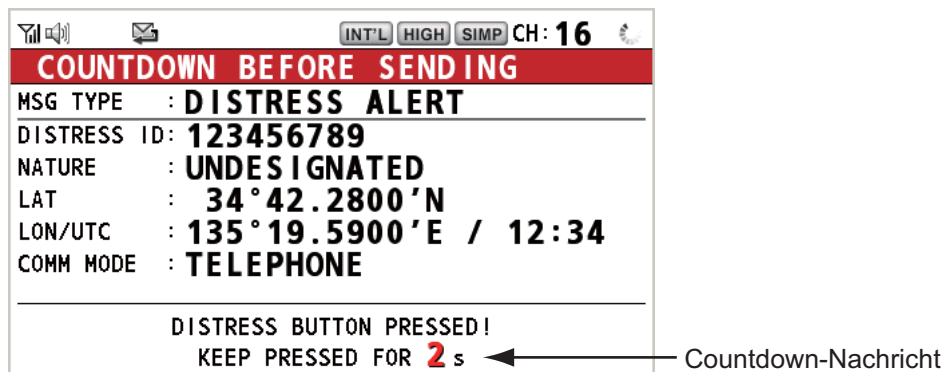 INT'L HIGH SIMP CH:16
COUNTDOWN BEFORE SENDING
MSG TYPE : DISTRESS ALERT
DISTRESS ID: 123456789
NATURE : UNDESIGNATED
LAT : 34°42.2800'N
LON/UTC : 135°19.5900'E / 12:34
COMM MODE : TELEPHONE
DISTRESS BUTTON PRESSED!
KEEP PRESSED FOR 2 s
Countdown-Nachricht